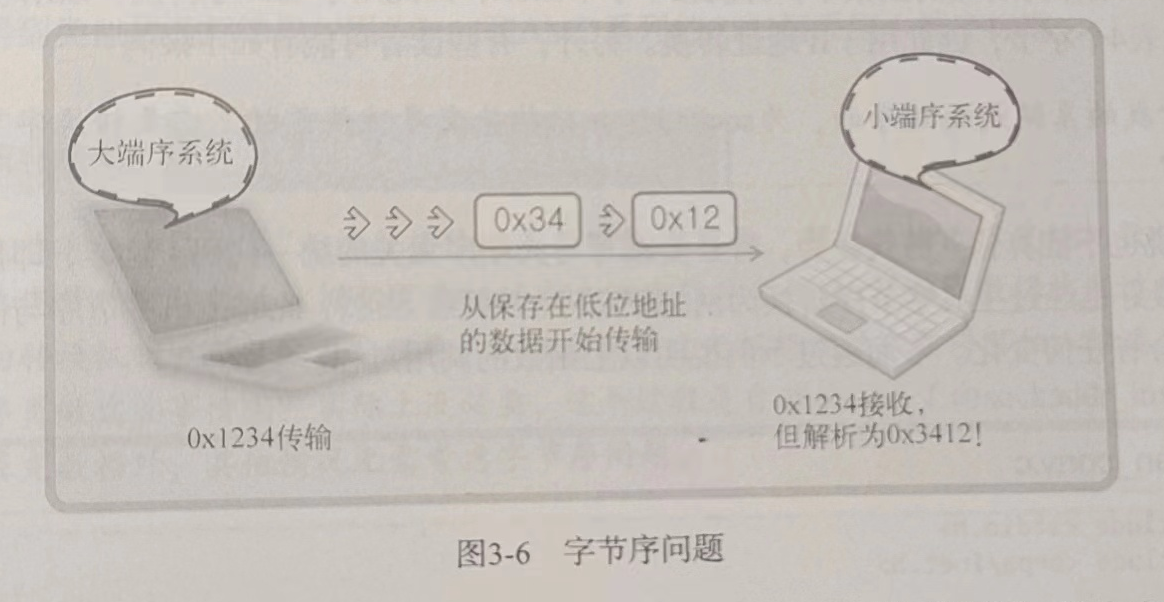 大端序系统
小端序系统
0x34
0x12
从保存在低位地址
的数据开始传输
0x1234传输
0x1234接收，
但解析为0x3412！
图3-6 字节序问题